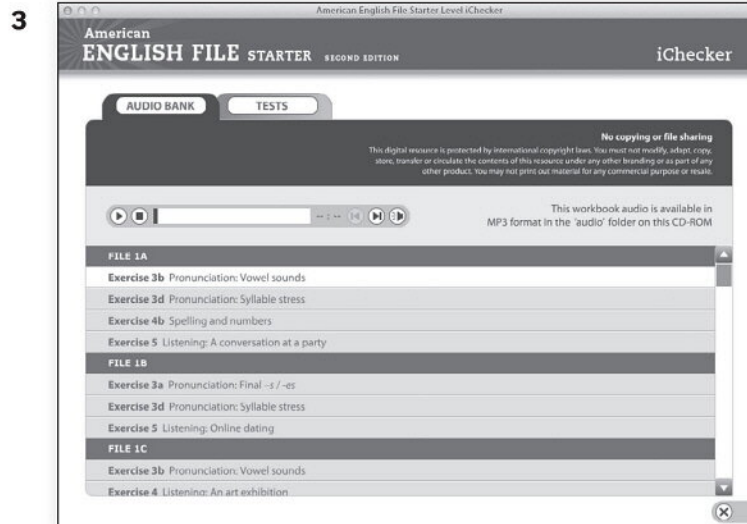 3
American English File Starter Level iChecker
American
ENGLISH FILE STARTER SECOND EDITION
iChecker
AUDIO BANK
TESTS
No copying or file sharing
This digital resource is protected by international copyright laws. You must not modify, adapt, copy,
store, transfer or circulate the contents of this resource under any other branding or as part of any
other product. You may not print out material for any commercial purpose or resale.
-- : --
This workbook audio is available in
MP3 format in the 'audio' folder on this CD-ROM
FILE 1A
Exercise 3b Pronunciation: Vowel sounds
Exercise 3d Pronunciation: Syllable stress
Exercise 4b Spelling and numbers
Exercise 5 Listening: A conversation at a party
FILE 1B
Exercise 3a Pronunciation: Final -s / -es
Exercise 3d Pronunciation: Syllable stress
Exercise 5 Listening: Online dating
FILE 1C
Exercise 3b Pronunciation: Vowel sounds
Exercise 4 Listening: An art exhibition